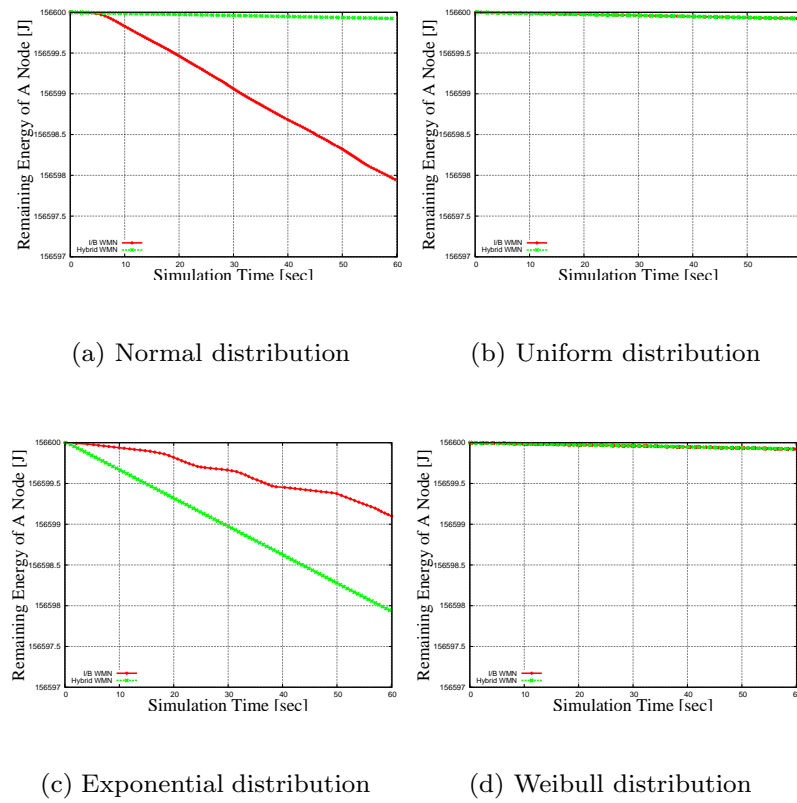 Remaining Energy of A Node [J]
156600
156599.5
156599
156598.5
156598
156597.5
156597
I/B WMN
Hybrid WMN
0 10 20 30 40 50 60
Simulation Time [sec]
(a) Normal distribution
Remaining Energy of A Node [J]
156600
156599.5
156599
156598.5
156598
156597.5
156597
I/B WMN
Hybrid WMN
0 10 20 30 40 50 60
Simulation Time [sec]
(b) Uniform distribution
Remaining Energy of A Node [J]
156600
156599.5
156599
156598.5
156598
156597.5
156597
I/B WMN
Hybrid WMN
0 10 20 30 40 50 60
Simulation Time [sec]
(c) Exponential distribution
Remaining Energy of A Node [J]
156600
156599.5
156599
156598.5
156598
156597.5
156597
I/B WMN
Hybrid WMN
0 10 20 30 40 50 60
Simulation Time [sec]
(d) Weibull distribution